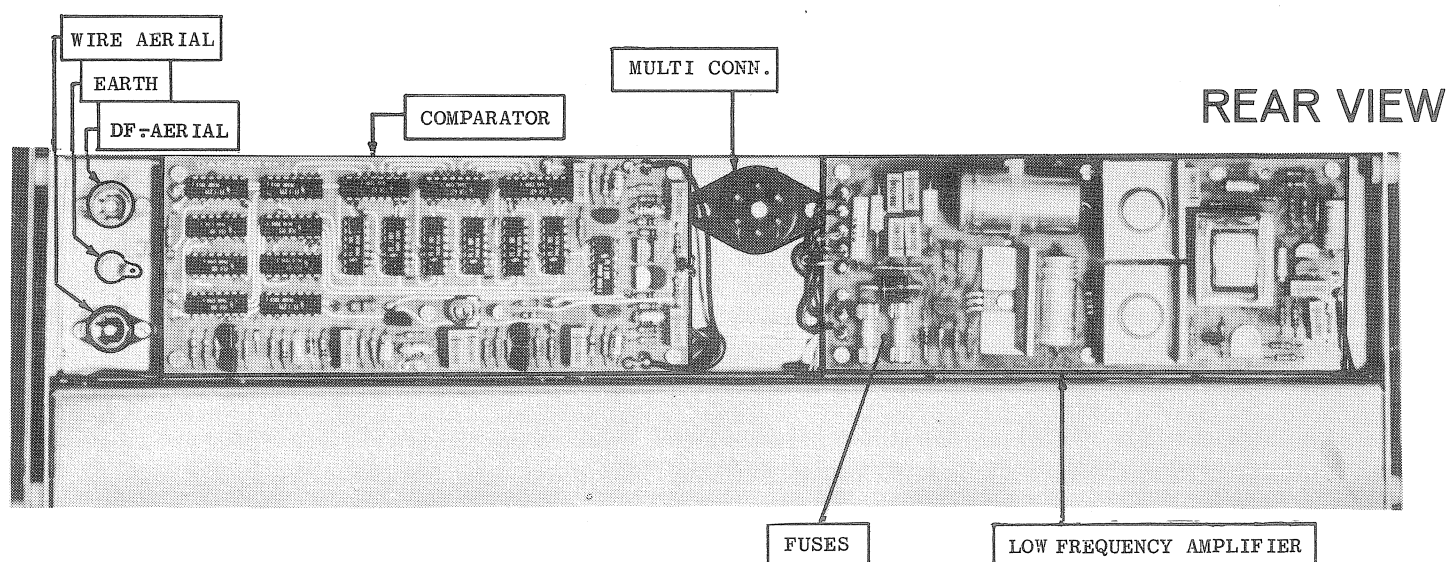 WIRE AERIAL
EARTH
DF-AERIAL
COMPARATOR
MULTI CONN.
REAR VIEW
FUSES
LOW FREQUENCY AMPLIFIER